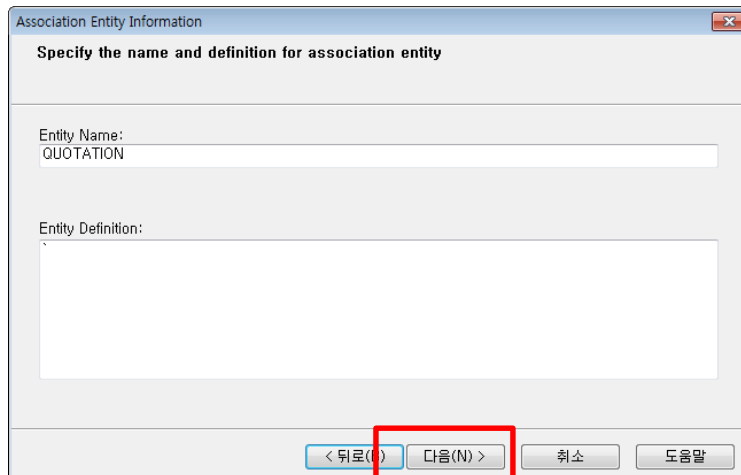 Association Entity Information
Specify the name and definition for association entity
Entity Name:
QUOTATION
Entity Definition:
`
< 뒤로( ) 다음(N) > 취소 도움말